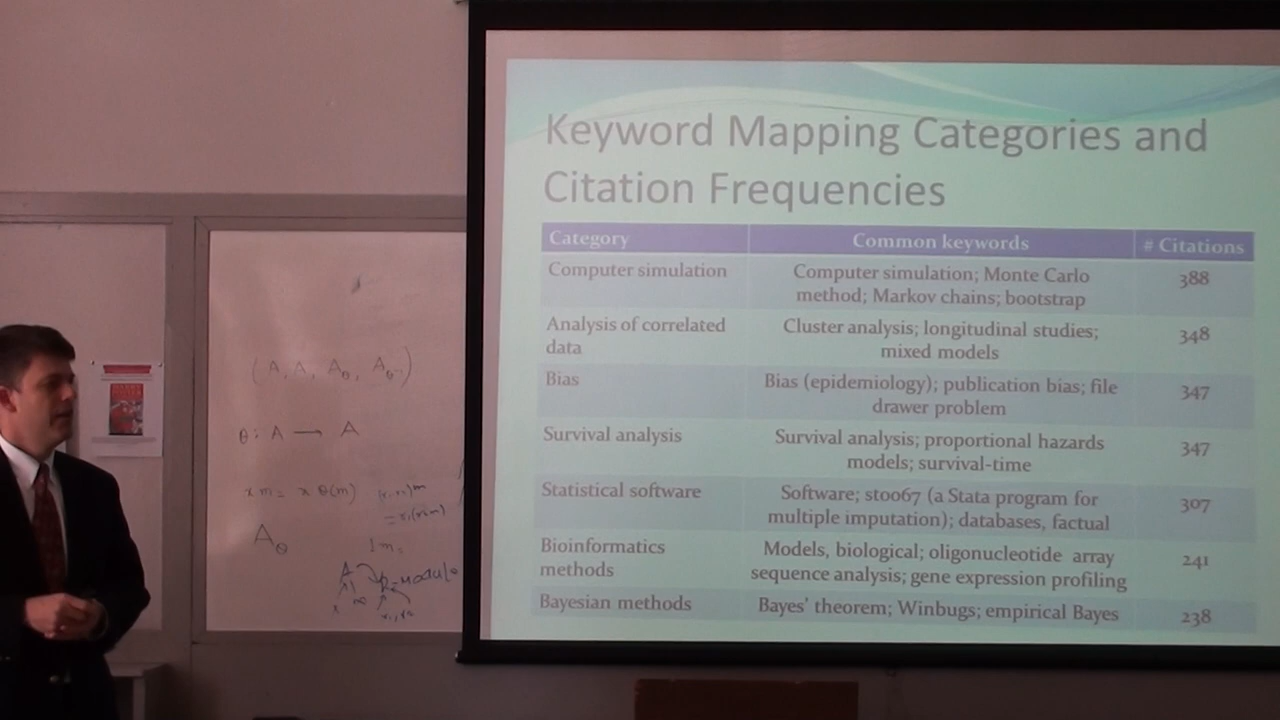 Keyword Mapping Categories and
Citation Frequencies
Category Common keywords # Citations
Computer simulation Computer simulation; Monte Carlo
method; Markov chains; bootstrap 388
Analysis of correlated
data Cluster analysis; longitudinal studies;
mixed models 348
Bias Bias (epidemiology); publication bias; file
drawer problem 347
Survival analysis Survival analysis; proportional hazards
models; survival-time 347
Statistical software Software; st0067 (a Stata program for
multiple imputation); databases, factual 307
Bioinformatics
methods Models, biological; oligonucleotide array
sequence analysis; gene expression profiling 241
Bayesian methods Bayes' theorem; Winbugs; empirical Bayes 238
θ: A → A
x m = x θ(m)
A_θ
R-module